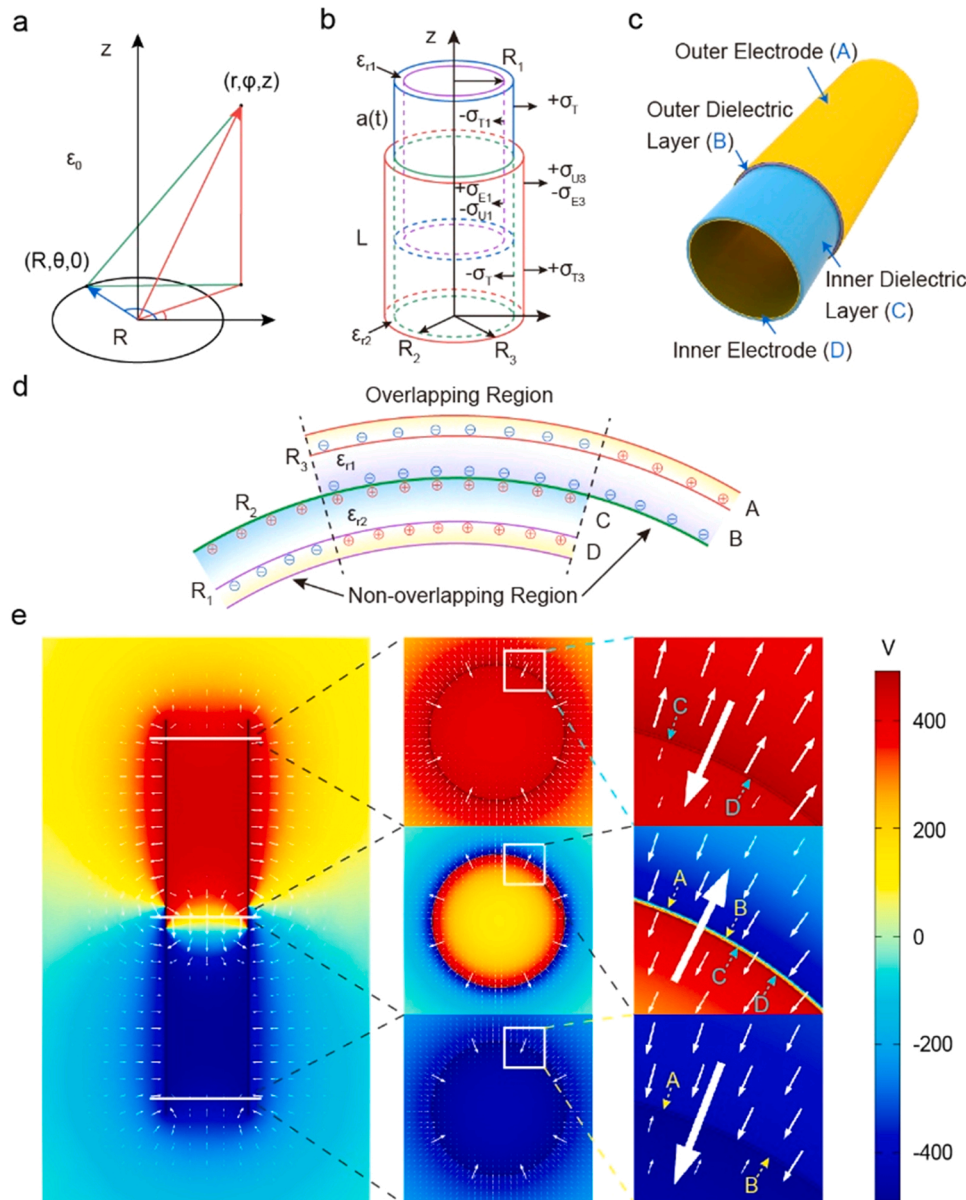 a
z
(r,φ,z)
ε0
(R,θ,0)
R
b
z
εr1
R1
a(t)
+σT
-σT1
+σU3
-σE3
+σE1
-σU1
L
-σT
+σT3
εr2
R2
R3
c
Outer Electrode (A)
Outer Dielectric
Layer (B)
Inner Dielectric
Layer (C)
Inner Electrode (D)
d
Overlapping Region
R3
εr1
R2
A
εr2
C
B
D
R1
Non-overlapping Region
e
V
C
D
A
B
C
D
A
B
400
200
0
-200
-400